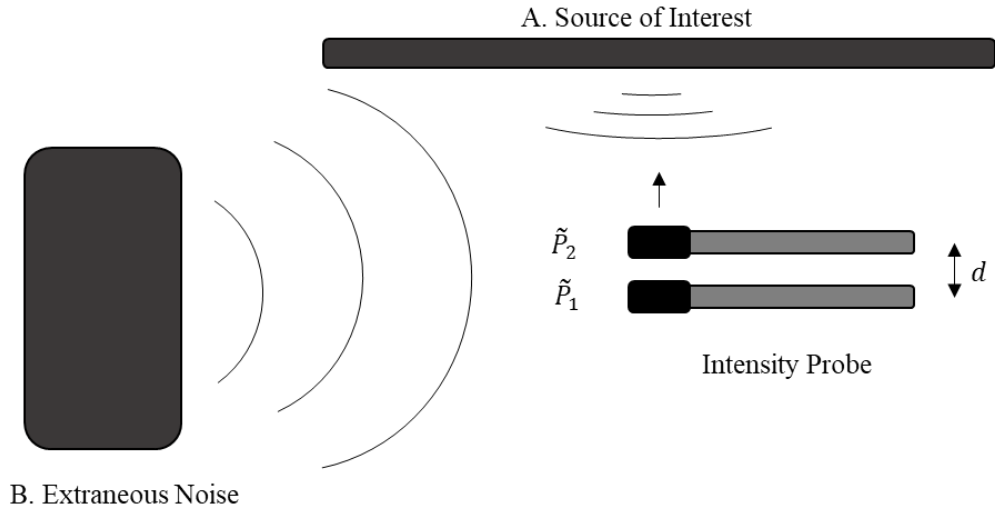 A. Source of Interest
P̃₂
P̃₁
d
Intensity Probe
B. Extraneous Noise